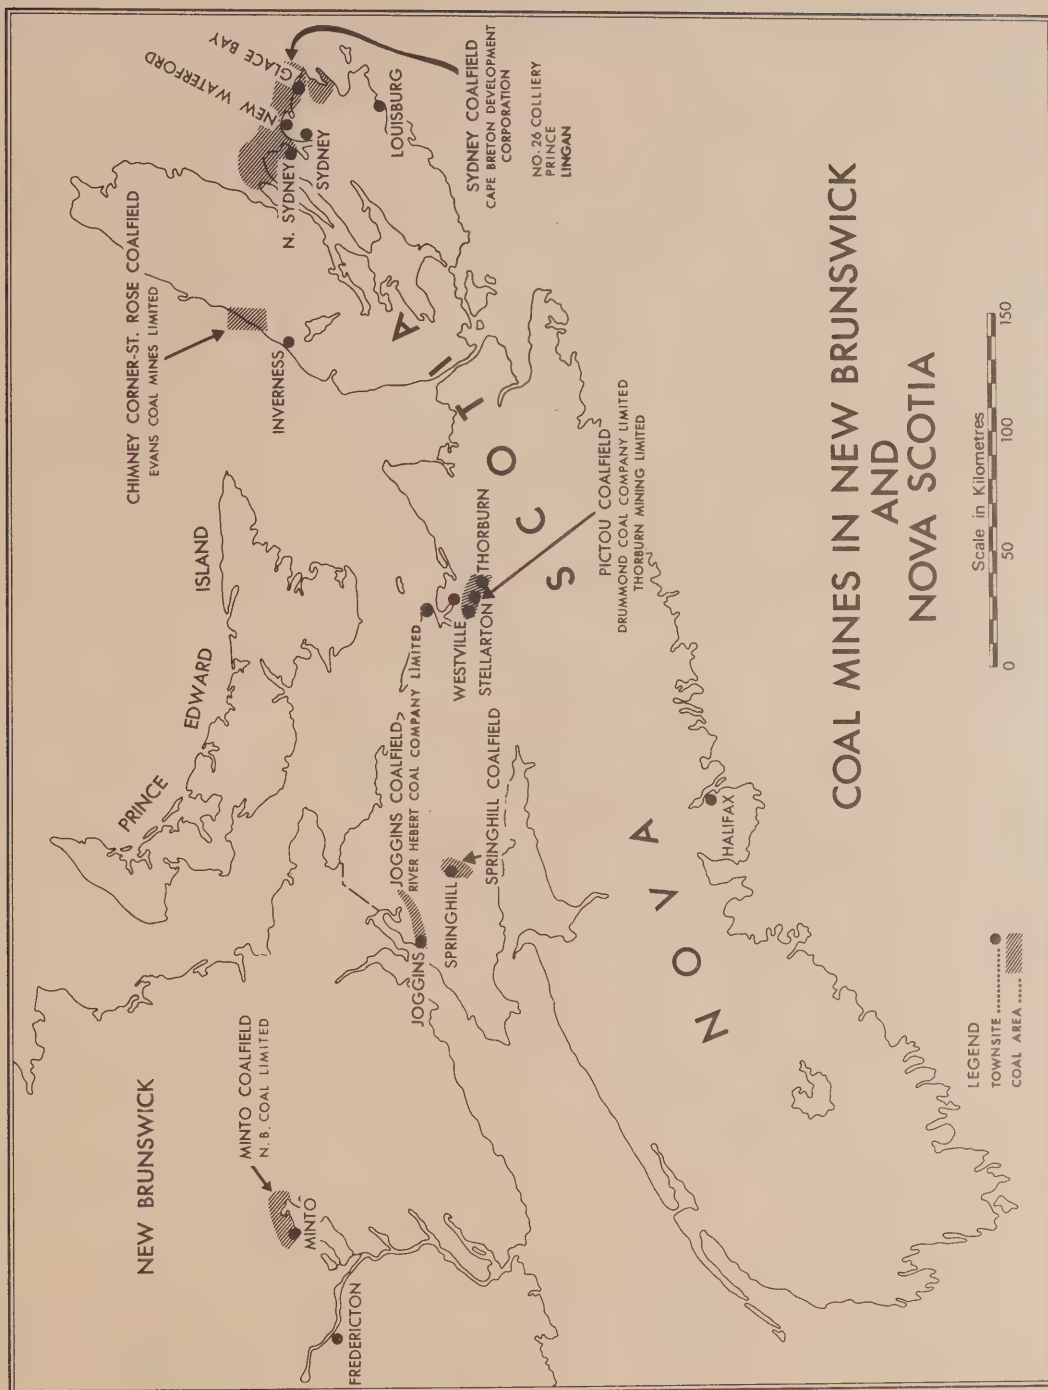 NEW BRUNSWICK
FREDERICTON
MINTO
MINTO COALFIELD
N. B. COAL LIMITED
PRINCE
EDWARD
ISLAND
CHIMNEY CORNER-ST. ROSE COALFIELD
EVANS COAL MINES LIMITED
INVERNESS
N. SYDNEY
SYDNEY
NEW WATERFORD
GLACE BAY
LOUISBURG
SYDNEY COALFIELD
CAPE BRETON DEVELOPMENT
CORPORATION
NO. 26 COLLIERY
PRINCE
LINGAN
JOGGINS
JOGGINS COALFIELD
RIVER HEBERT COAL COMPANY LIMITED
SPRINGHILL
SPRINGHILL COALFIELD
WESTVILLE
STELLARTON
THORBURN
PICTOU COALFIELD
DRUMMOND COAL COMPANY LIMITED
THORBURN MINING LIMITED
NOVA SCOTIA
HALIFAX
COAL MINES IN NEW BRUNSWICK
AND
NOVA SCOTIA
Scale in Kilometres
0 50 100 150
LEGEND
TOWNSITE
COAL AREA